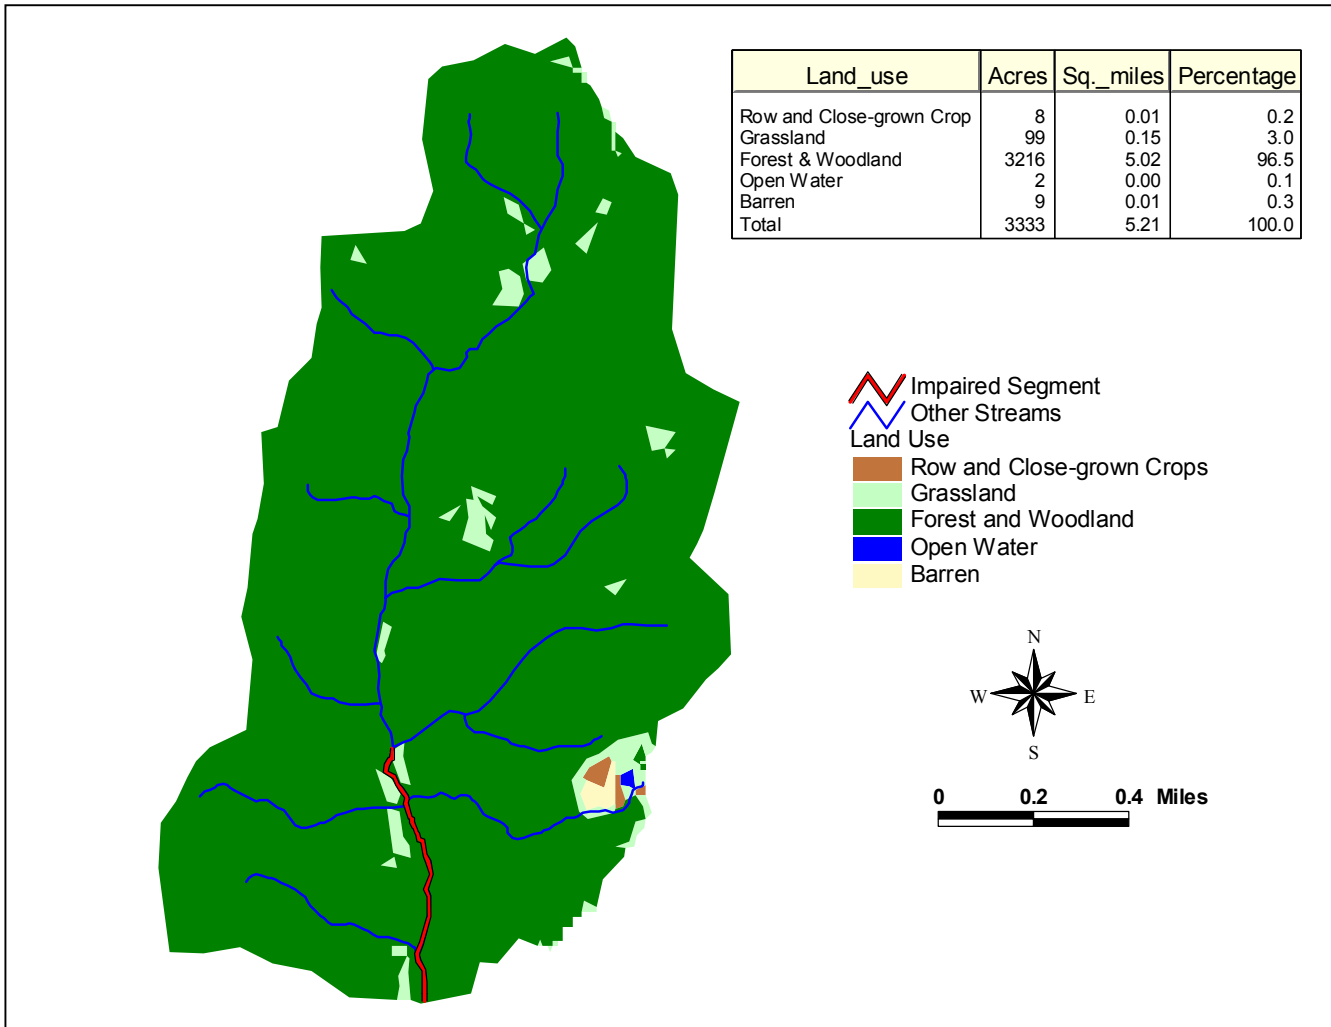 Land_use Acres Sq._miles Percentage
Row and Close-grown Crop 8 0.01 0.2
Grassland 99 0.15 3.0
Forest & Woodland 3216 5.02 96.5
Open Water 2 0.00 0.1
Barren 9 0.01 0.3
Total 3333 5.21 100.0
Impaired Segment
Other Streams
Land Use
Row and Close-grown Crops
Grassland
Forest and Woodland
Open Water
Barren
N
W E
S
0 0.2 0.4 Miles